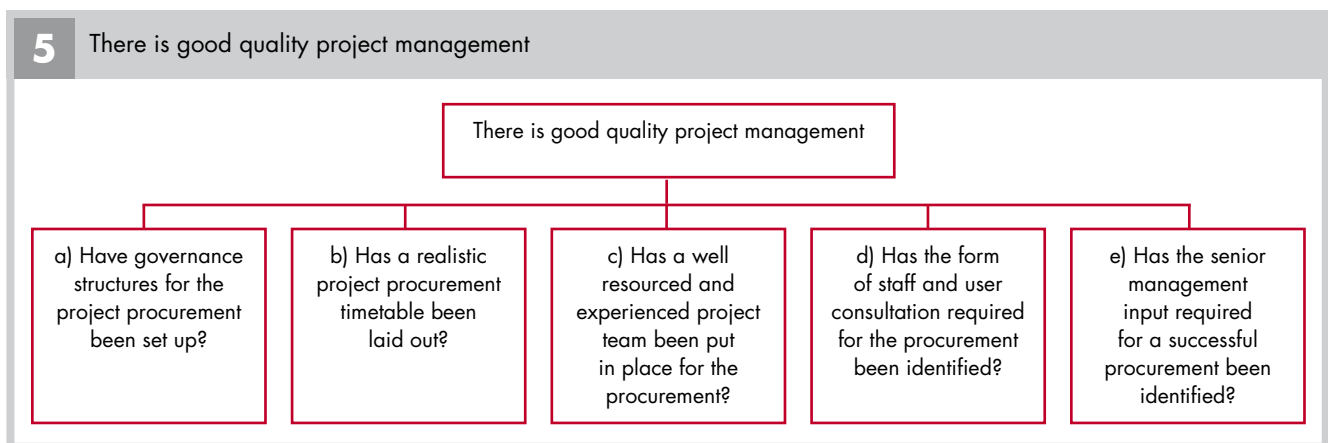 5
There is good quality project management
There is good quality project management
a) Have governance
structures for the
project procurement
been set up?
b) Has a realistic
project procurement
timetable been
laid out?
c) Has a well
resourced and
experienced project
team been put
in place for the
procurement?
d) Has the form
of staff and user
consultation required
for the procurement
been identified?
e) Has the senior
management
input required
for a successful
procurement been
identified?